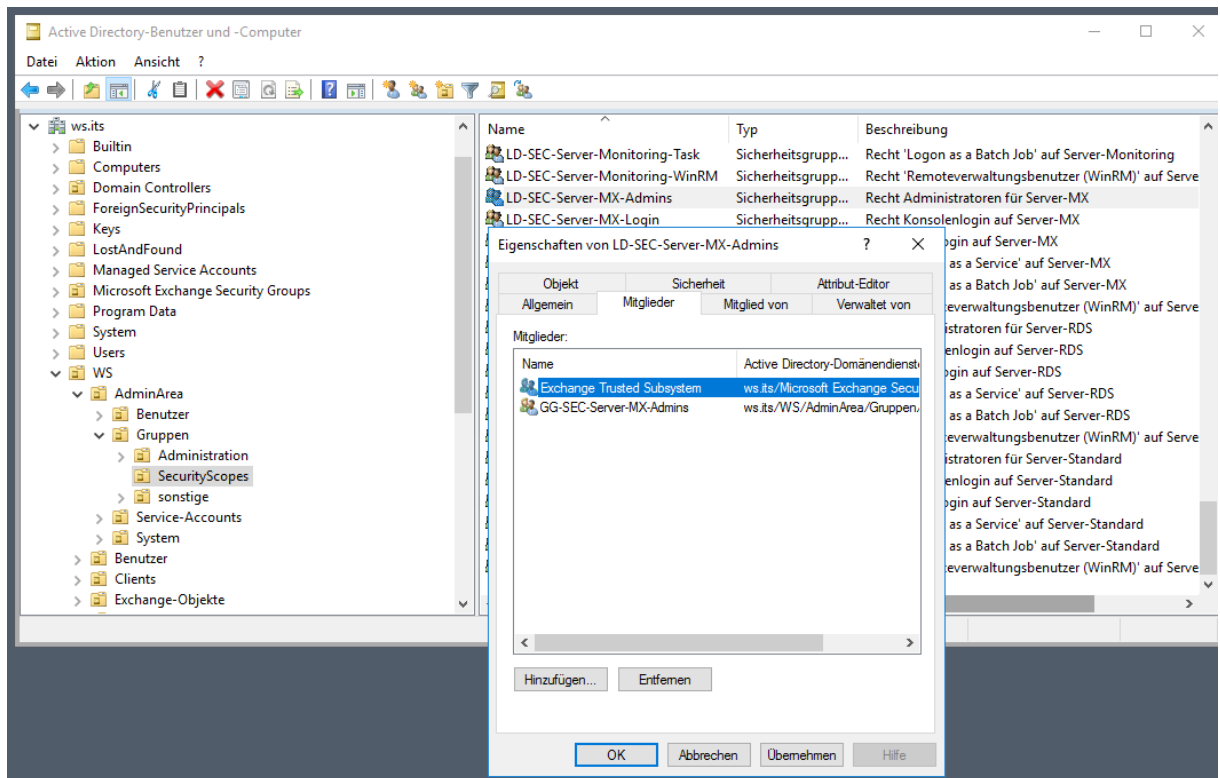 Active Directory-Benutzer und -Computer
Datei Aktion Ansicht ?
ws.its
Builtin
Computers
Domain Controllers
ForeignSecurityPrincipals
Keys
LostAndFound
Managed Service Accounts
Microsoft Exchange Security Groups
Program Data
System
Users
WS
AdminArea
Benutzer
Gruppen
Administration
SecurityScopes
sonstige
Service-Accounts
System
Benutzer
Clients
Exchange-Objekte
Name Typ Beschreibung
LD-SEC-Server-Monitoring-Task Sicherheitsgrupp... Recht 'Logon as a Batch Job' auf Server-Monitoring
LD-SEC-Server-Monitoring-WinRM Sicherheitsgrupp... Recht 'Remoteverwaltungsbenutzer (WinRM)' auf Serve
LD-SEC-Server-MX-Admins Sicherheitsgrupp... Recht Administratoren für Server-MX
LD-SEC-Server-MX-Login Sicherheitsgrupp... Recht Konsolenlogin auf Server-MX
ogin auf Server-MX
as a Service' auf Server-MX
as a Batch Job' auf Server-MX
everwaltungsbenutzer (WinRM)' auf Serve
istratoren für Server-RDS
enlogin auf Server-RDS
ogin auf Server-RDS
as a Service' auf Server-RDS
as a Batch Job' auf Server-RDS
everwaltungsbenutzer (WinRM)' auf Serve
istratoren für Server-Standard
enlogin auf Server-Standard
ogin auf Server-Standard
as a Service' auf Server-Standard
as a Batch Job' auf Server-Standard
everwaltungsbenutzer (WinRM)' auf Serve
Eigenschaften von LD-SEC-Server-MX-Admins ?
Objekt Sicherheit Attribut-Editor
Allgemein Mitglieder Mitglied von Verwaltet von
Mitglieder:
Name Active Directory-Domänendienst
Exchange Trusted Subsystem ws.its/Microsoft Exchange Secu
GG-SEC-Server-MX-Admins ws.its/WS/AdminArea/Gruppen
Hinzufügen... Entfernen
OK Abbrechen Übernehmen Hilfe